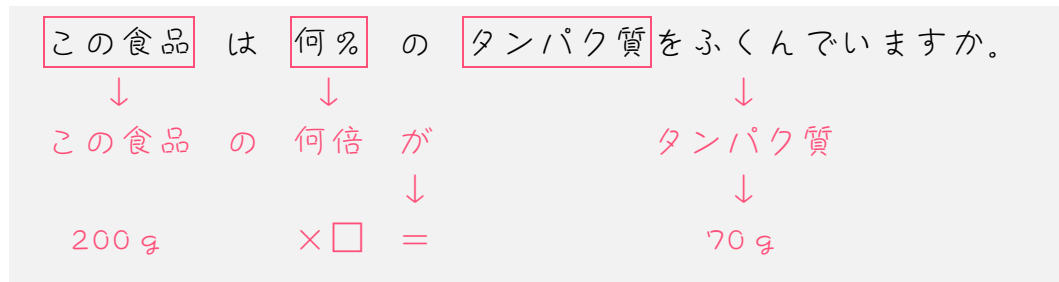 この食品 は 何% の タンパク質をふくんでいますか。
↓ ↓ ↓
この食品 の 何倍 が タンパク質
↓ ↓
200g ×□ = 70g